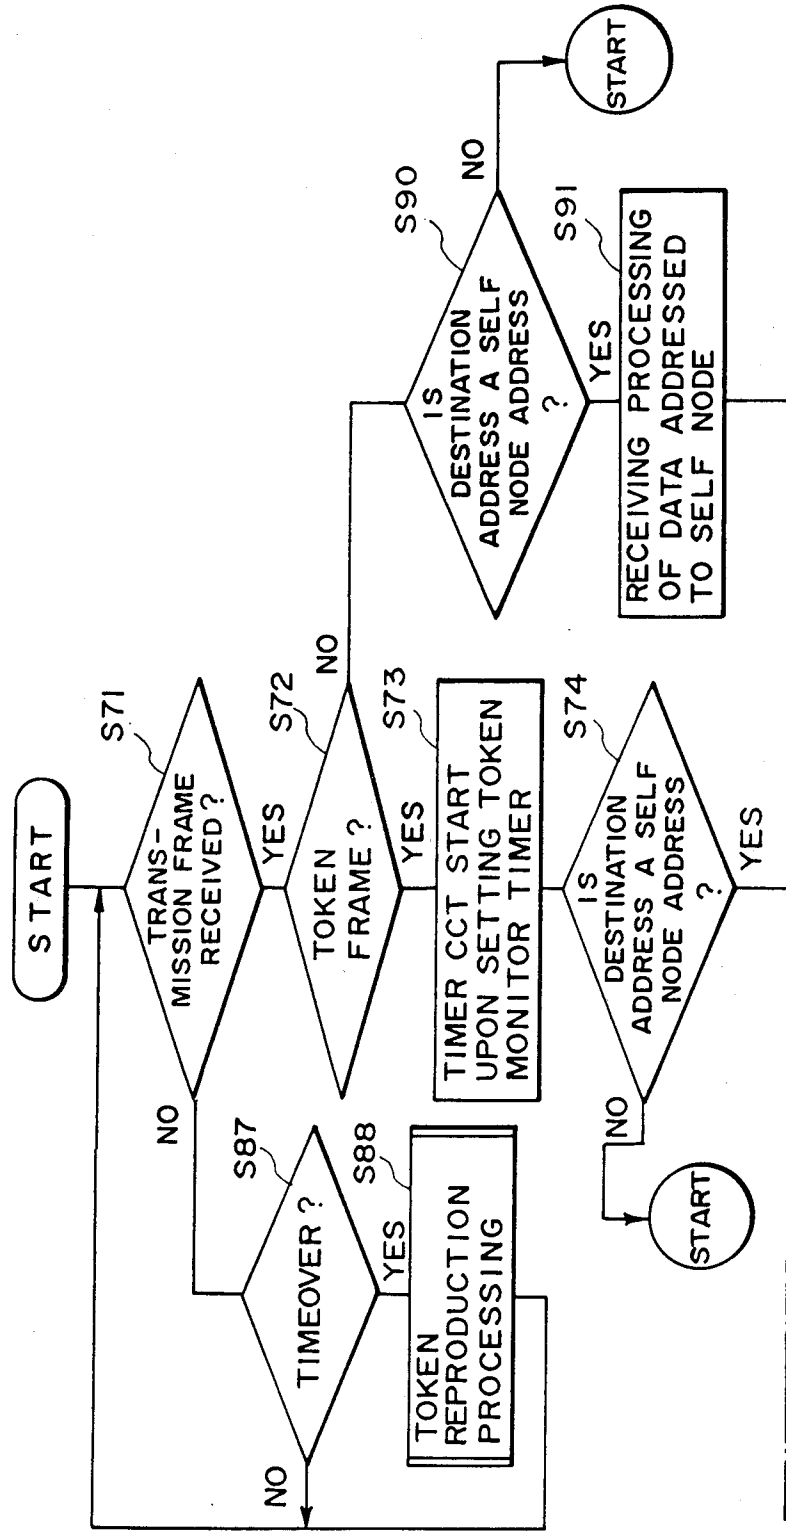 START
S71
TRANS-
MISSION FRAME
RECEIVED?
NO
YES
S87
TIMEOVER?
NO
YES
S88
TOKEN
REPRODUCTION
PROCESSING
S72
TOKEN
FRAME?
NO
YES
S73
TIMER CCT START
UPON SETTING TOKEN
MONITOR TIMER
S74
IS
DESTINATION
ADDRESS A SELF
NODE ADDRESS
?
NO
START
YES
S90
IS
DESTINATION
ADDRESS A SELF
NODE ADDRESS
?
NO
START
YES
S91
RECEIVING PROCESSING
OF DATA ADDRESSED
TO SELF NODE